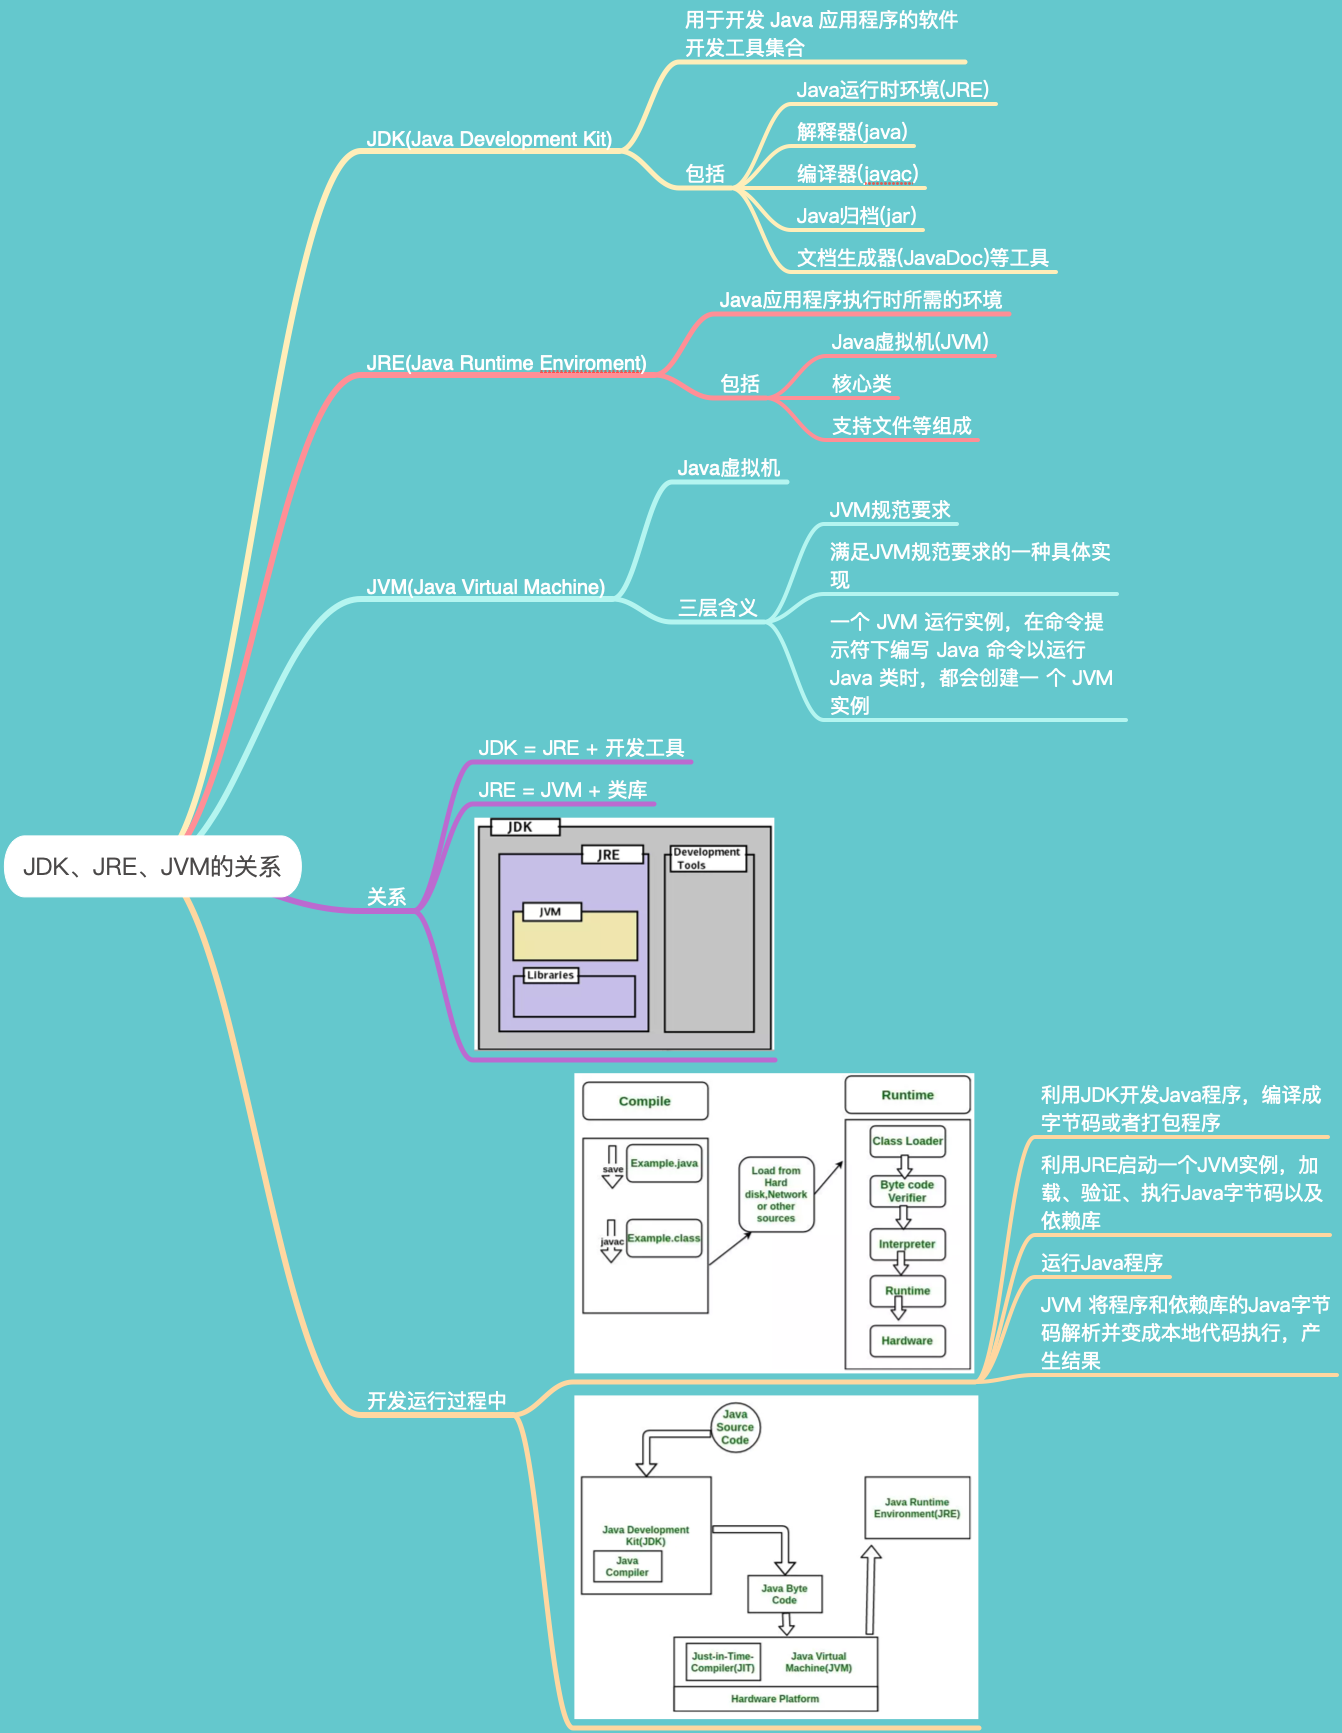 用于开发 Java 应用程序的软件
开发工具集合
JDK(Java Development Kit)
包括
Java运行时环境(JRE)
解释器(java)
编译器(javac)
Java归档(jar)
文档生成器(JavaDoc)等工具
JRE(Java Runtime Enviroment)
Java应用程序执行时所需的环境
包括
Java虚拟机(JVM)
核心类
支持文件等组成
JVM(Java Virtual Machine)
Java虚拟机
三层含义
JVM规范要求
满足JVM规范要求的一种具体实
现
一个 JVM 运行实例，在命令提
示符下编写 Java 命令以运行
Java 类时，都会创建一 个 JVM
实例
JDK、JRE、JVM的关系
关系
JDK = JRE + 开发工具
JRE = JVM + 类库
JDK
JRE
Development
Tools
JVM
Libraries
开发运行过程中
Compile
save
Example.java
javac
Example.class
Load from
Hard
disk,Network
or other
sources
Runtime
Class Loader
Byte code
Verifier
Interpreter
Runtime
Hardware
利用JDK开发Java程序，编译成
字节码或者打包程序
利用JRE启动一个JVM实例，加
载、验证、执行Java字节码以及
依赖库
运行Java程序
JVM 将程序和依赖库的Java字节
码解析并变成本地代码执行，产
生结果
Java
Source
Code
Java Development
Kit(JDK)
Java
Compiler
Java Byte
Code
Java Runtime
Environment(JRE)
Just-in-Time-
Compiler(JIT)
Java Virtual
Machine(JVM)
Hardware Platform